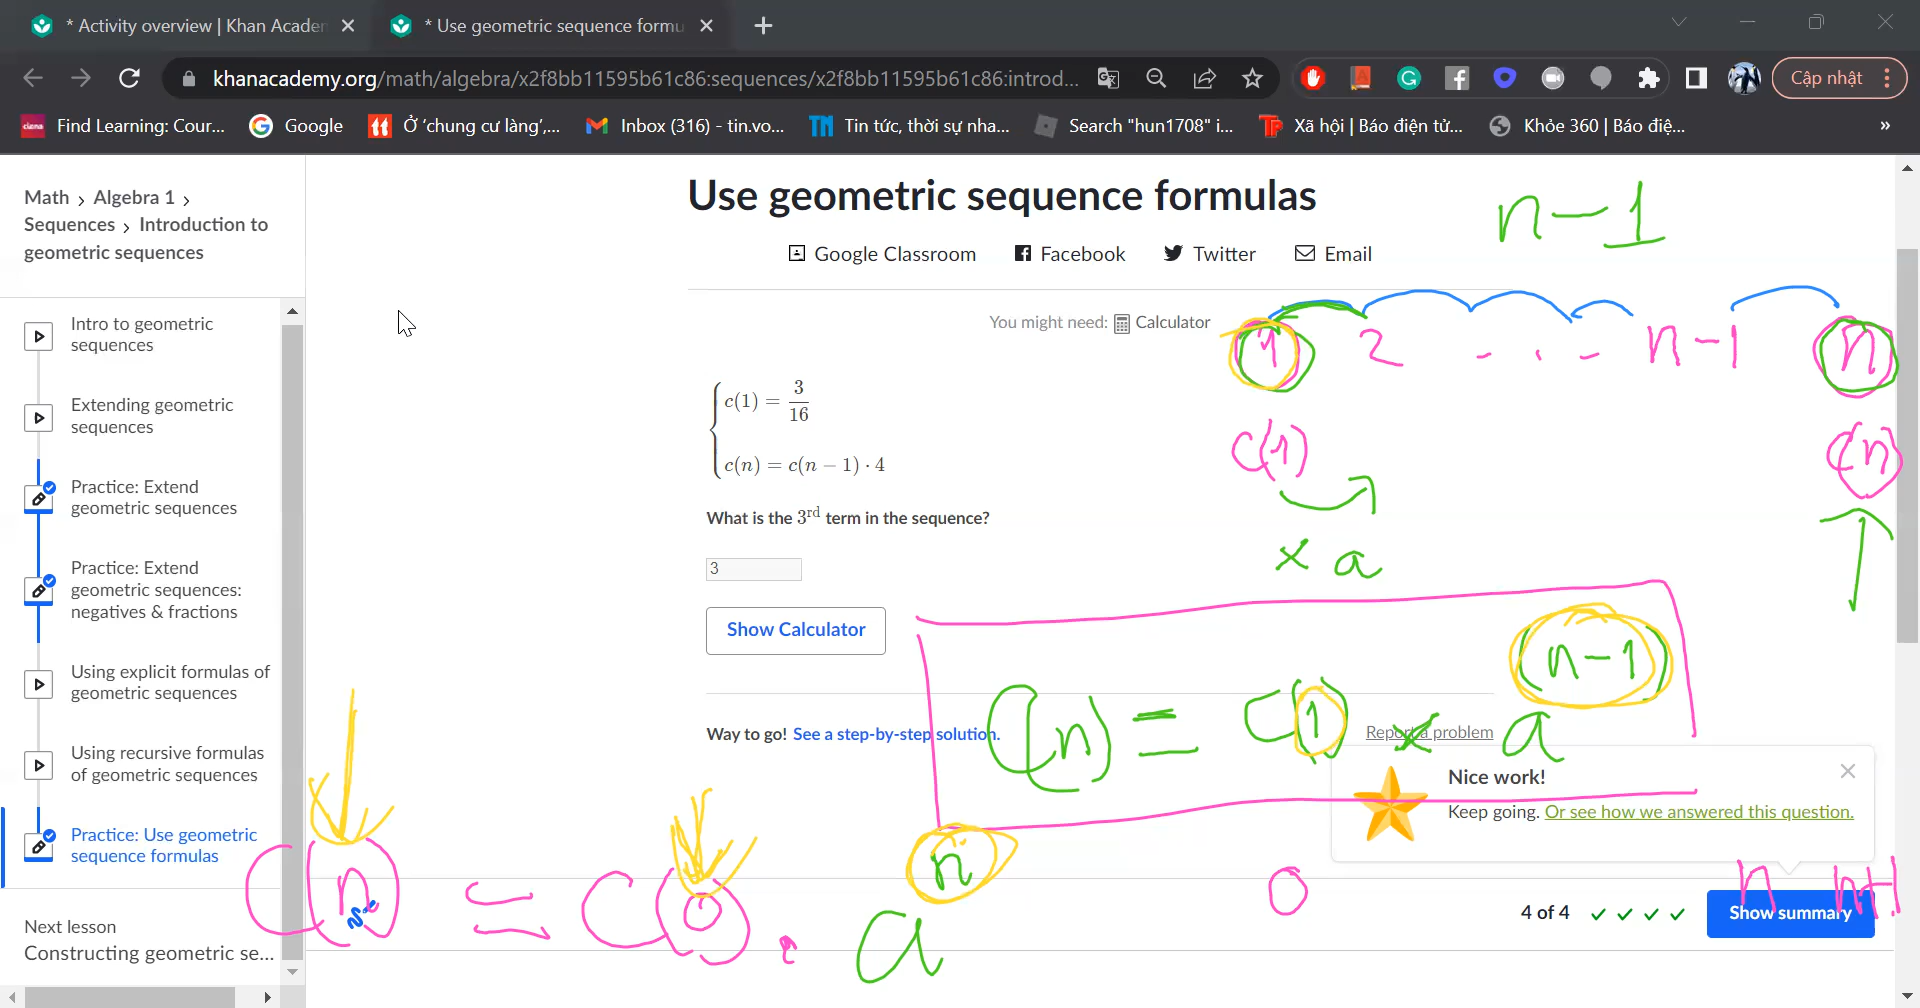 * Activity overview | Khan Academ
* Use geometric sequence formu
khanacademy.org/math/algebra/x2f8bb11595b61c86:sequences/x2f8bb11595b61c86:introd...
Cập nhật
Find Learning: Cour...
Google
Ở ‘chung cư làng’,...
Inbox (316) - tin.vo...
Tin tức, thời sự nha...
Search "hun1708" i...
Xã hội | Báo điện tử...
Khỏe 360 | Báo điệ...
»
Math > Algebra 1 >
Sequences > Introduction to
geometric sequences
Intro to geometric
sequences
Extending geometric
sequences
Practice: Extend
geometric sequences
Practice: Extend
geometric sequences:
negatives & fractions
Using explicit formulas of
geometric sequences
Using recursive formulas
of geometric sequences
Practice: Use geometric
sequence formulas
Next lesson
Constructing geometric se...
Use geometric sequence formulas
n-1
Google Classroom
Facebook
Twitter
Email
You might need: Calculator
1 2 - . - n-1 n
c(1) = 3/16
c(n) = c(n − 1) · 4
C(1) C(n)
What is the 3rd term in the sequence?
x a
3
Show Calculator
C(n) = C(1) x a n-1
Way to go! See a step-by-step solution.
Report a problem
Nice work!
Keep going. Or see how we answered this question.
C(n) = C(0) . a n
0 n n+1
4 of 4 ✓ ✓ ✓ ✓
Show summary